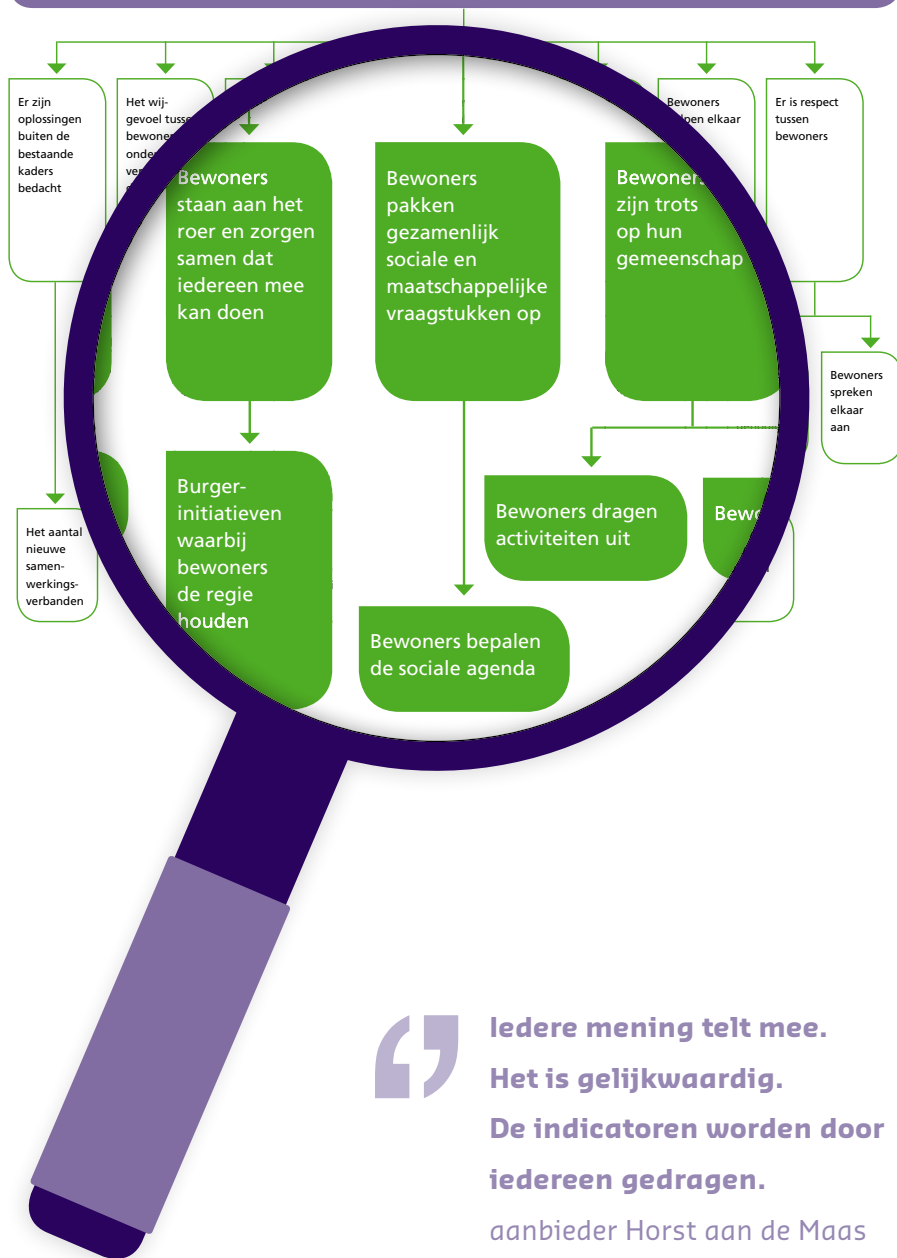 Er zijn
oplossingen
buiten de
bestaande
kaders
bedacht
Het wij-
gevoel
Bewoners
staan aan het
roer en zorgen
samen dat
iedereen mee
kan doen
Bewoners
pakken
gezamenlijk
sociale en
maatschappelijke
vraagstukken op
zijn trots
op hun
gemeenschap
Bewoners
elkaar
Er is respect
tussen
bewoners
Bewoners
spreken
elkaar
aan
Het aantal
nieuwe
samen-
werkings-
verbanden
Burger-
initiatieven
waarbij
bewoners
de regie
houden
Bewoners bepalen
de sociale agenda
Bewoners dragen
activiteiten uit
Iedere mening telt mee.
Het is gelijkwaardig.
De indicatoren worden door
iedereen gedragen.
aanbieder Horst aan de Maas